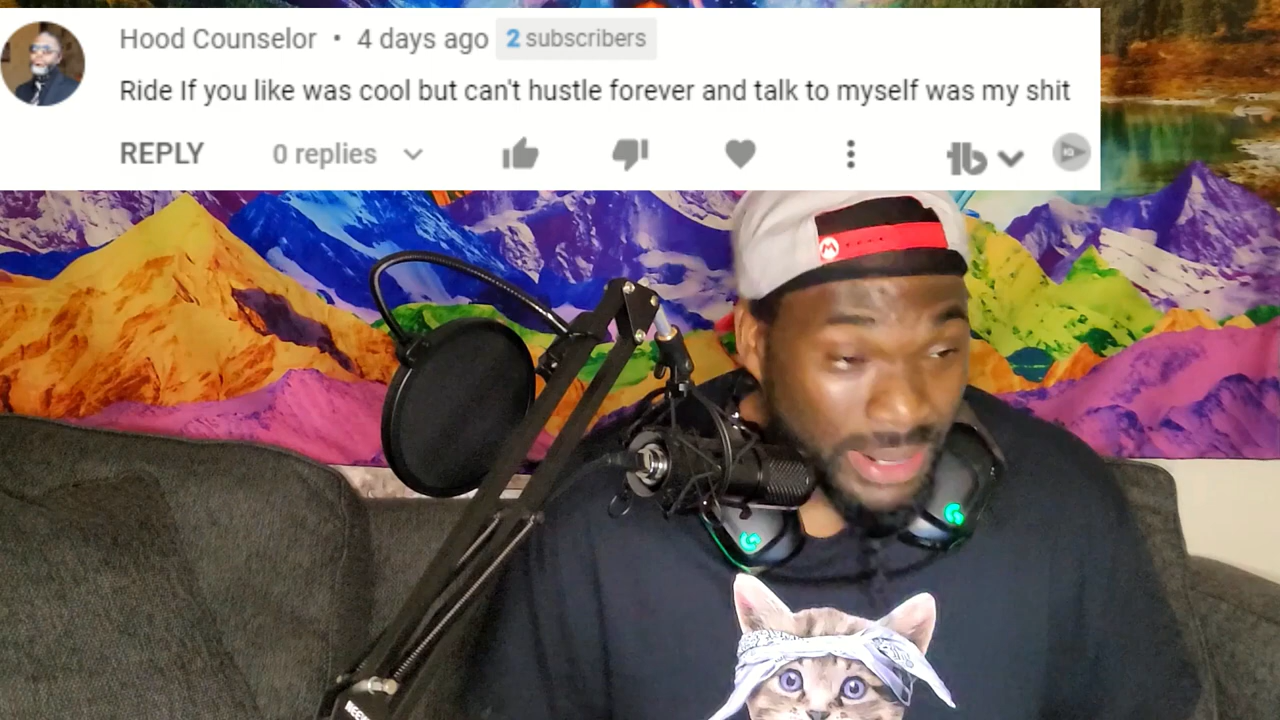 Hood Counselor • 4 days ago 2 subscribers
Ride If you like was cool but can't hustle forever and talk to myself was my shit
REPLY 0 replies
M